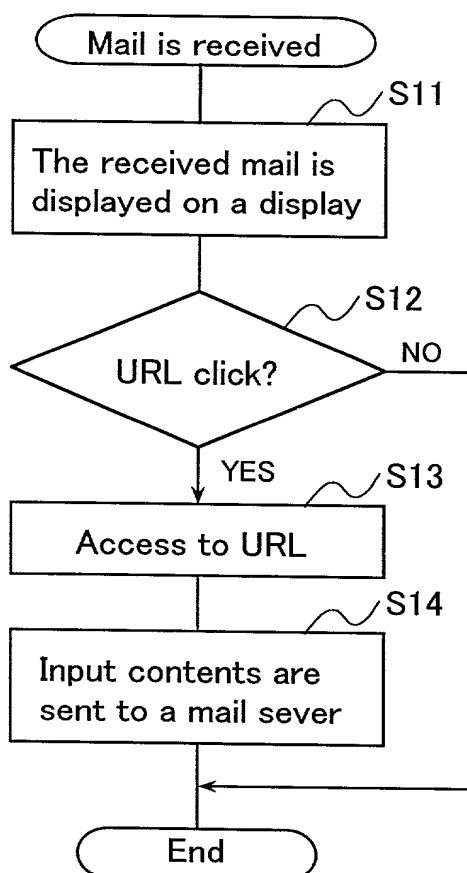 Mail is received
S11
The received mail is
displayed on a display
S12
URL click?
NO
YES
S13
Access to URL
S14
Input contents are
sent to a mail sever
End